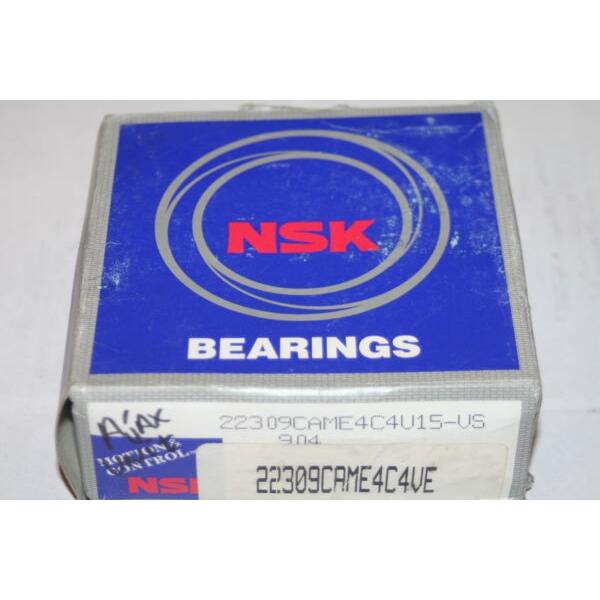 NSK
BEARINGS
22309CAME4C4U15-VS
904
Ajax
MOTION &
CONTROL
NSK
22309CAME4C4VE